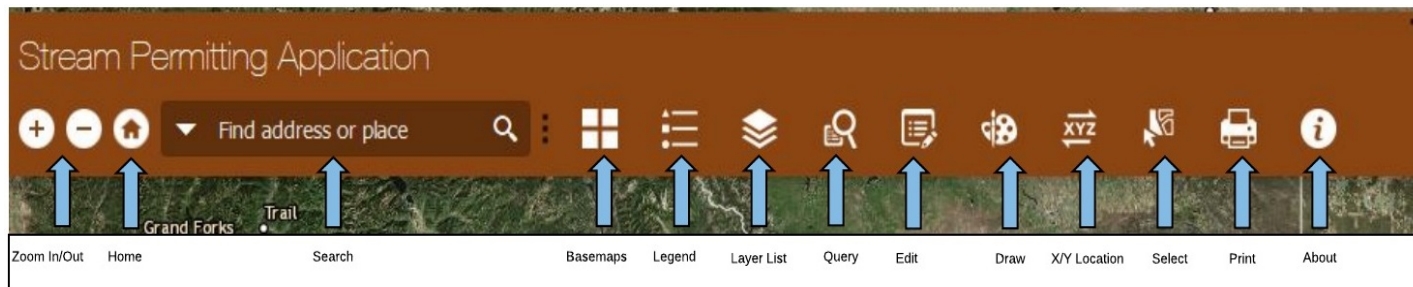 Stream Permitting Application
Find address or place
XYZ
Trail
Grand Forks
Zoom In/Out Home Search Basemaps Legend Layer List Query Edit Draw X/Y Location Select Print About